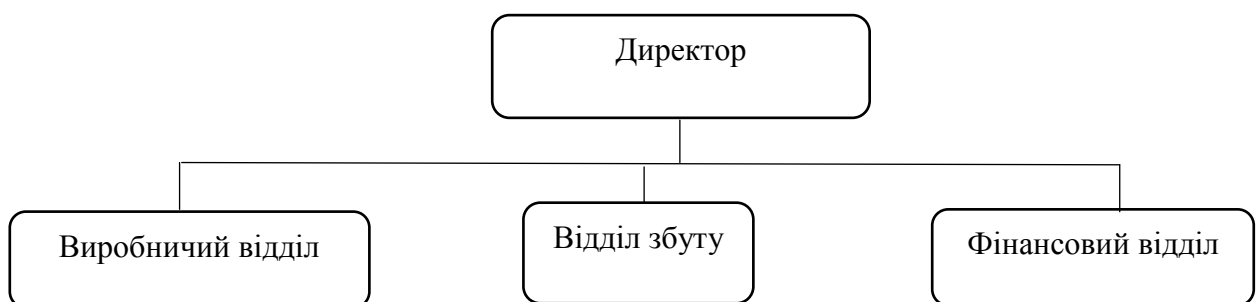 Директор
Виробничий відділ
Відділ збуту
Фінансовий відділ